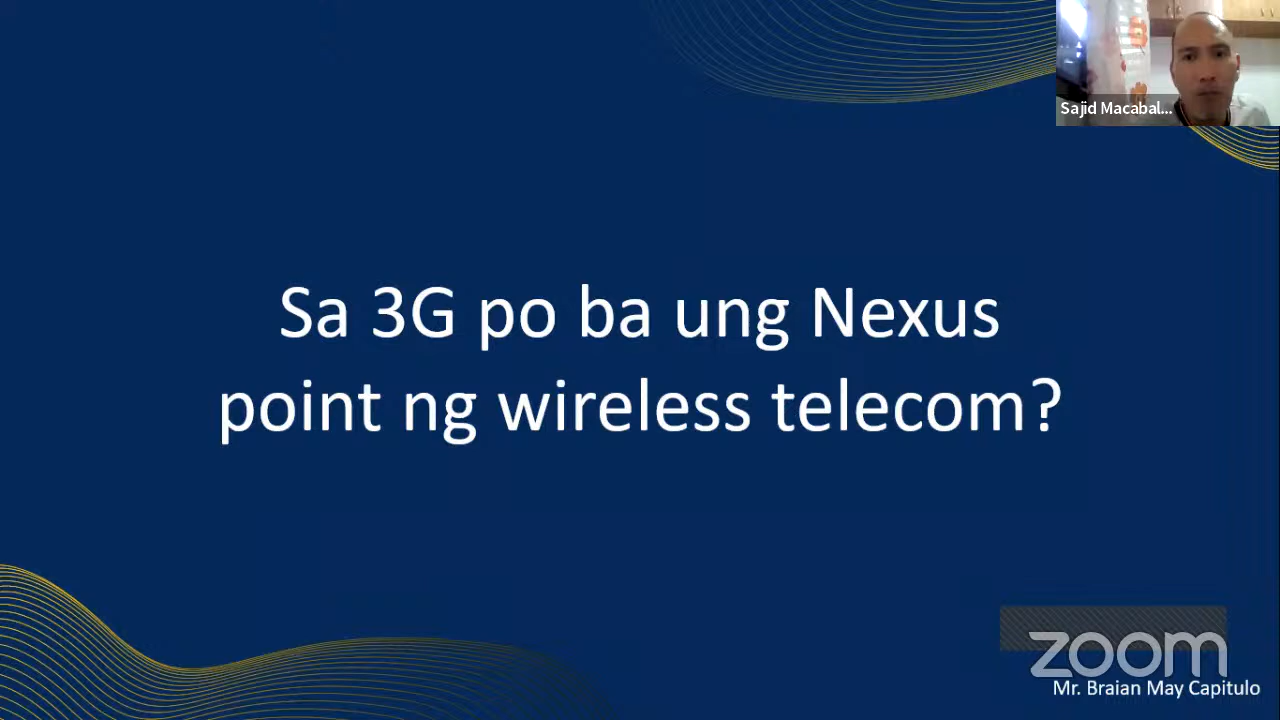 Sajid Macabal...
Sa 3G po ba ung Nexus
point ng wireless telecom?
zoom
Mr. Braian May Capitulo